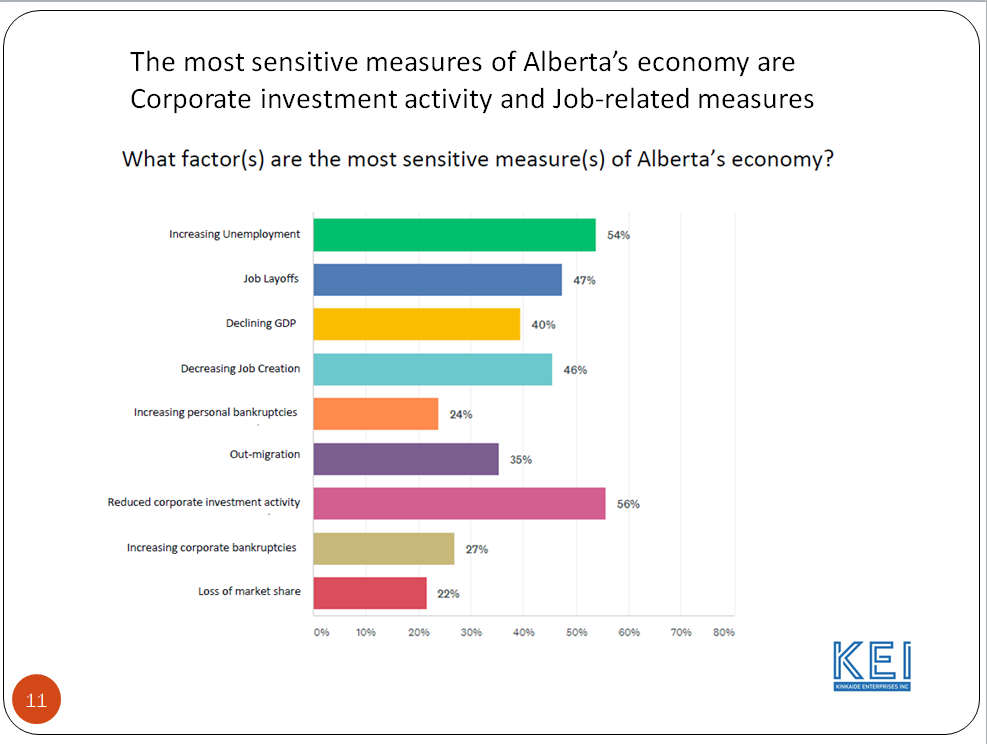 The most sensitive measures of Alberta’s economy are
Corporate investment activity and Job-related measures
What factor(s) are the most sensitive measure(s) of Alberta’s economy?
Increasing Unemployment 54%
Job Layoffs 47%
Declining GDP 40%
Decreasing Job Creation 46%
Increasing personal bankruptcies 24%
Out-migration 35%
Reduced corporate investment activity 56%
Increasing corporate bankruptcies 27%
Loss of market share 22%
0% 10% 20% 30% 40% 50% 60% 70% 80%
KEI
KINKAIDE ENTERPRISES INC
11